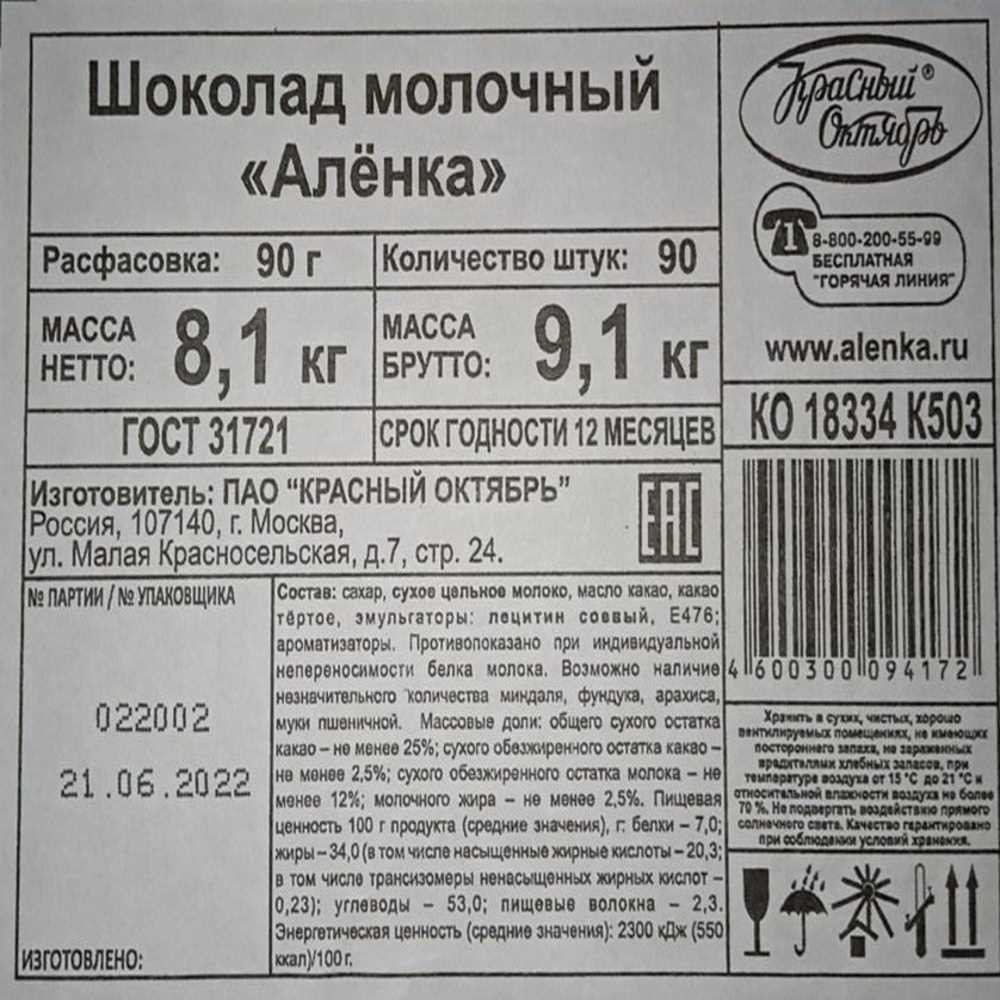 Шоколад молочный
«Алёнка»
Расфасовка: 90 г
Количество штук: 90
МАССА
НЕТТО: 8,1 кг
МАССА
БРУТТО: 9,1 кг
ГОСТ 31721
СРОК ГОДНОСТИ 12 МЕСЯЦЕВ
Изготовитель: ПАО "КРАСНЫЙ ОКТЯБРЬ"
Россия, 107140, г. Москва,
ул. Малая Красносельская, д.7, стр. 24.
EAC
№ ПАРТИИ / № УПАКОВЩИКА
022002
21.06.2022
ИЗГОТОВЛЕНО:
Состав: сахар, сухое цельное молоко, масло какао, какао
тёртое, эмульгаторы: лецитин соевый, Е476;
ароматизаторы. Противопоказано при индивидуальной
непереносимости белка молока. Возможно наличие
незначительного количества миндаля, фундука, арахиса,
муки пшеничной. Массовые доли: общего сухого остатка
какао – не менее 25%; сухого обезжиренного остатка какао –
не менее 2,5%; сухого обезжиренного остатка молока – не
менее 12%; молочного жира – не менее 2,5%. Пищевая
ценность 100 г продукта (средние значения), г: белки – 7,0;
жиры – 34,0 (в том числе насыщенные жирные кислоты – 20,3;
в том числе трансизомеры ненасыщенных жирных кислот –
0,23); углеводы – 53,0; пищевые волокна – 2,3.
Энергетическая ценность (средние значения): 2300 кДж (550
ккал)/100 г.
Красный®
Октябрь
1
8-800-200-55-99
БЕСПЛАТНАЯ
"ГОРЯЧАЯ ЛИНИЯ"
www.alenka.ru
КО 18334 К503
4 600300 094172
Хранить в сухих, чистых, хорошо
вентилируемых помещениях, не имеющих
постороннего запаха, не зараженных
вредителями хлебных запасов, при
температуре воздуха от 15 °С до 21 °С и
относительной влажности воздуха не более
70 %. Не подвергать воздействию прямого
солнечного света. Качество гарантировано
при соблюдении условий хранения.